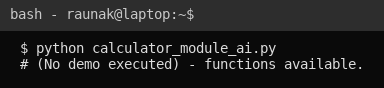 bash - raunak@laptop:~$
$ python calculator_module_ai.py
# (No demo executed) - functions available.